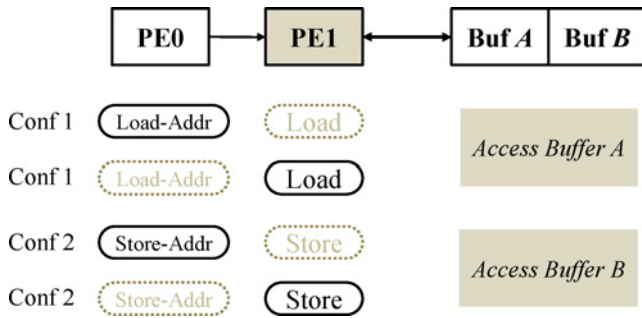 PE0 PE1 Buf A Buf B
Conf 1 Load-Addr Load
Access Buffer A
Conf 1 Load-Addr Load
Conf 2 Store-Addr Store
Access Buffer B
Conf 2 Store-Addr Store